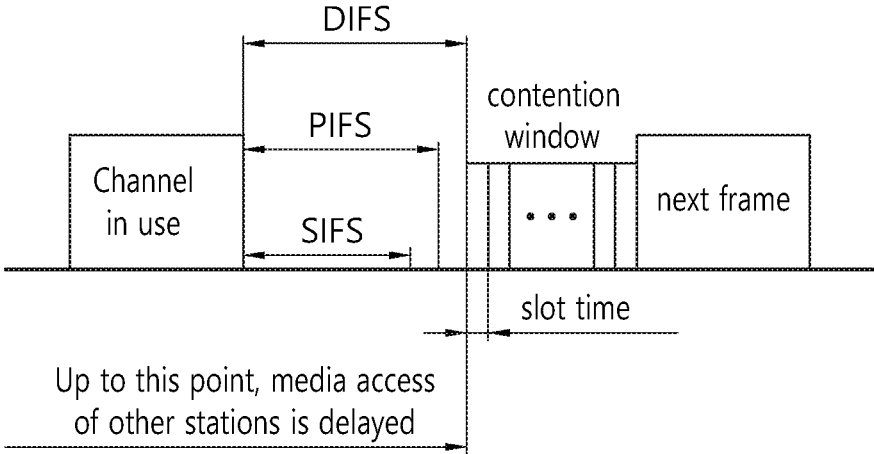 DIFS
contention
window
PIFS
Channel
in use
SIFS
next frame
slot time
Up to this point, media access
of other stations is delayed